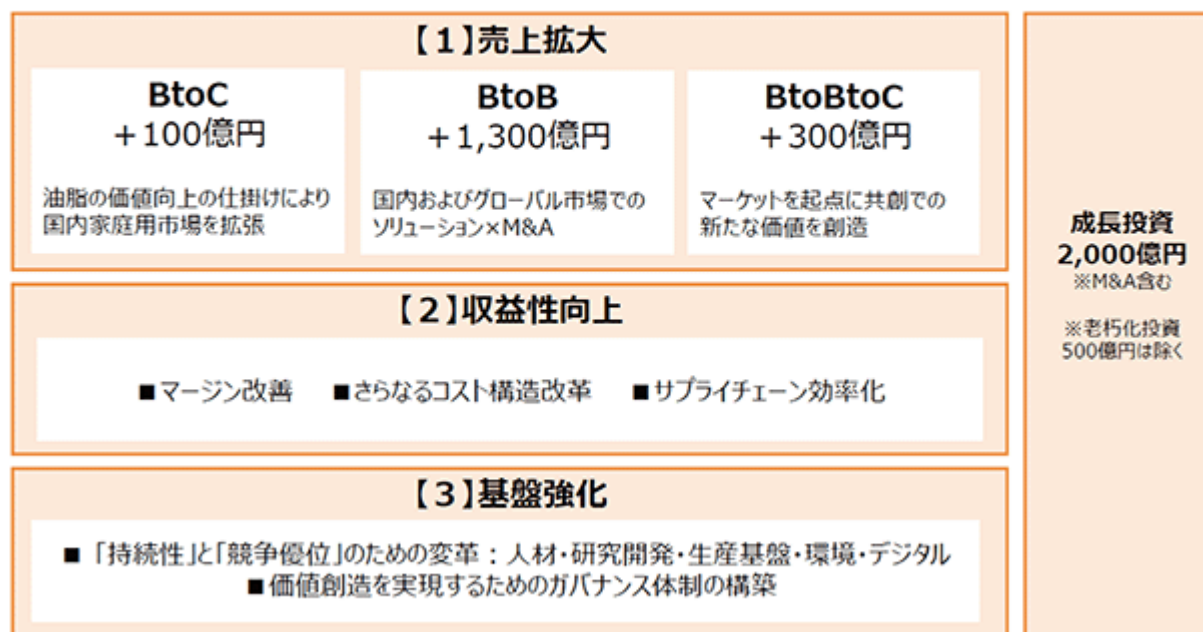 【1】売上拡大
BtoC
+100億円
油脂の価値向上の仕掛けにより
国内家庭用市場を拡張
BtoB
+1,300億円
国内およびグローバル市場での
ソリューション×M&A
BtoBtoC
+300億円
マーケットを起点に共創での
新たな価値を創造
【2】収益性向上
■マージン改善 ■さらなるコスト構造改革 ■サプライチェーン効率化
【3】基盤強化
■「持続性」と「競争優位」のための変革：人材・研究開発・生産基盤・環境・デジタル
■価値創造を実現するためのガバナンス体制の構築
成長投資
2,000億円
※M&A含む
※老朽化投資
500億円は除く